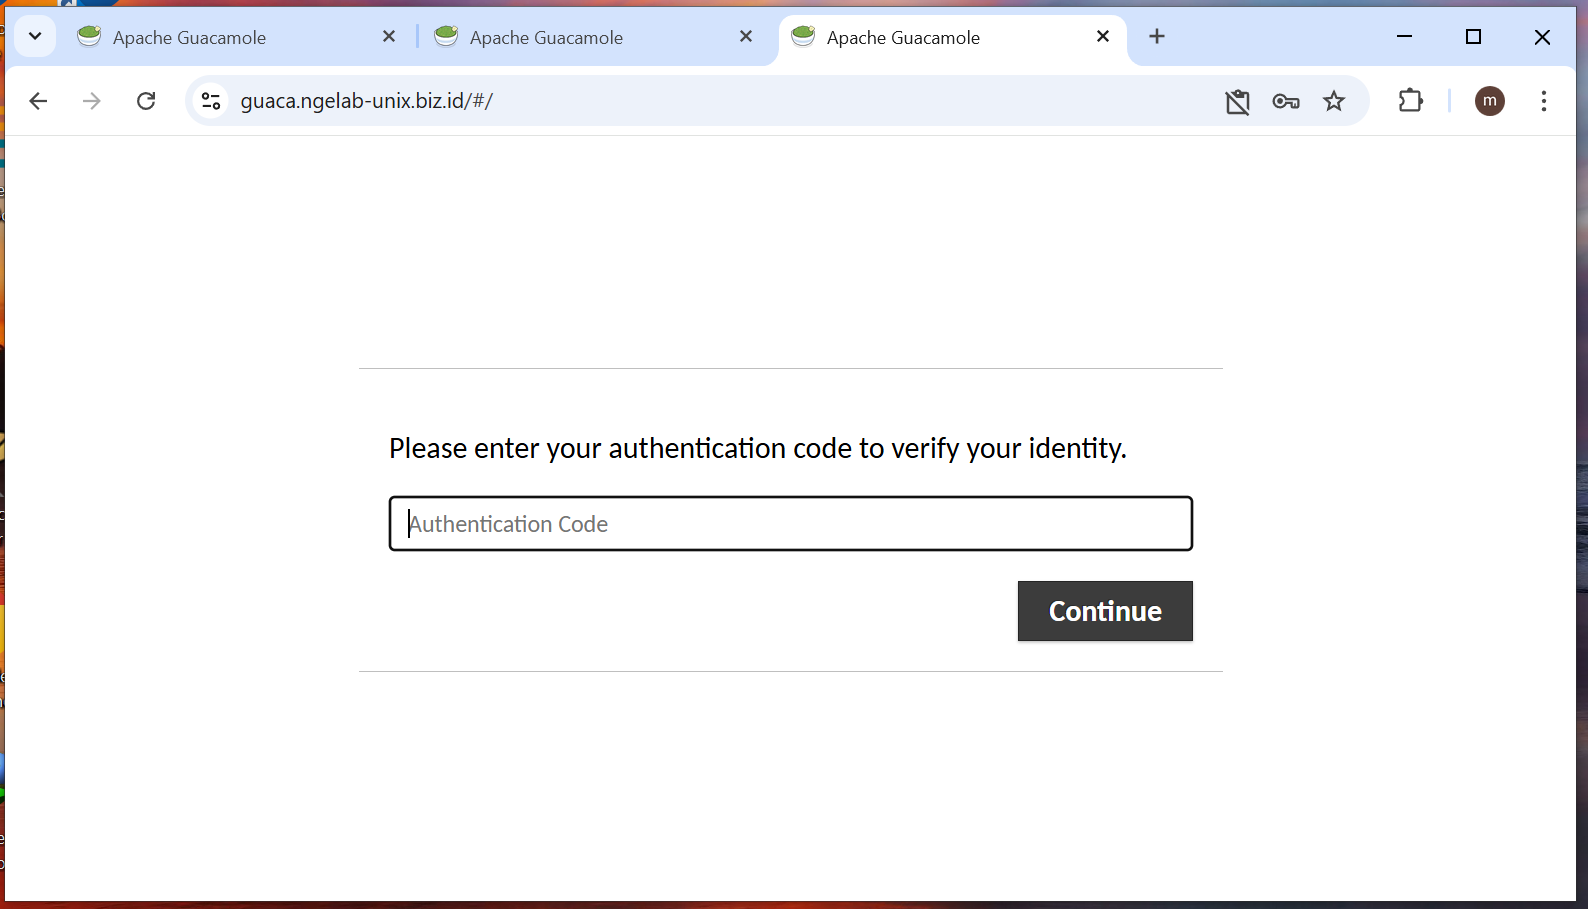 Apache Guacamole
Apache Guacamole
Apache Guacamole
guaca.ngelab-unix.biz.id/#/
m
Please enter your authentication code to verify your identity.
Authentication Code
Continue